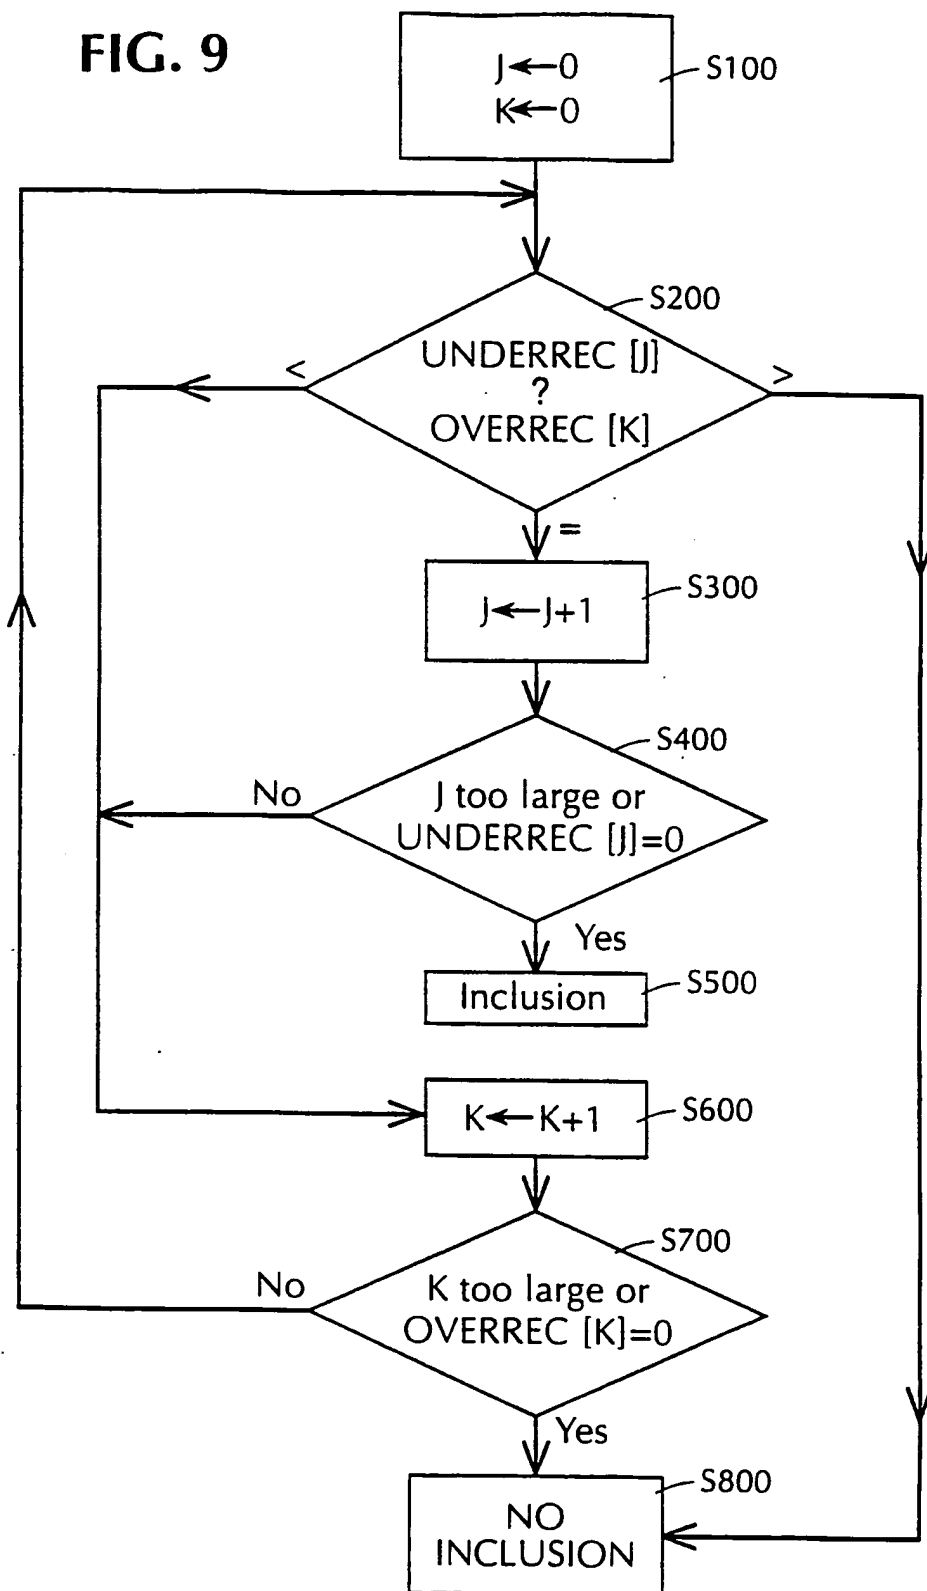 FIG. 9
J←0
K←0
S100
S200
UNDERREC [J]
?
OVERREC [K]
<
>
=
S300
J←J+1
S400
No
J too large or
UNDERREC [J]=0
Yes
Inclusion
S500
K←K+1
S600
S700
No
K too large or
OVERREC [K]=0
Yes
S800
NO
INCLUSION